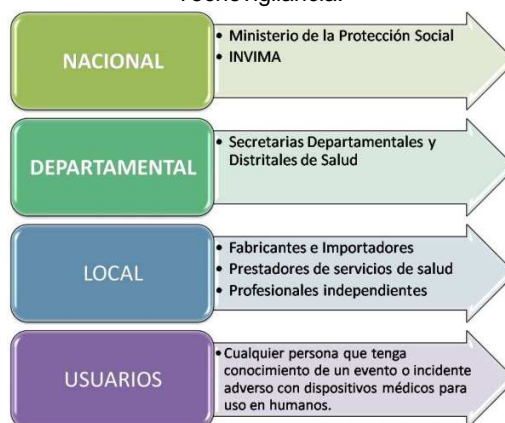 NACIONAL
• Ministerio de la Protección Social
• INVIMA
DEPARTAMENTAL
• Secretarias Departamentales y
Distritales de Salud
LOCAL
• Fabricantes e Importadores
• Prestadores de servicios de salud
• Profesionales independientes
USUARIOS
• Cualquier persona que tenga
conocimiento de un evento o incidente
adverso con dispositivos médicos para
uso en humanos.